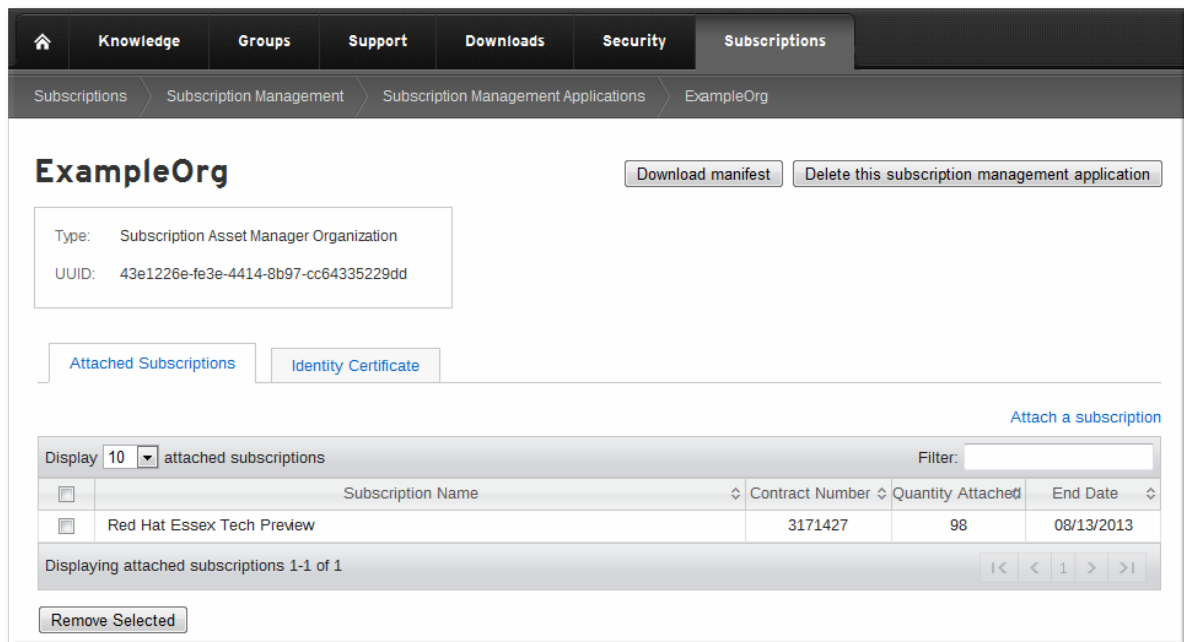 Knowledge Groups Support Downloads Security Subscriptions
Subscriptions Subscription Management Subscription Management Applications ExampleOrg
ExampleOrg
Download manifest Delete this subscription management application
Type: Subscription Asset Manager Organization
UUID: 43e1226e-fe3e-4414-8b97-cc64335229dd
Attached Subscriptions Identity Certificate
Attach a subscription
Display 10 attached subscriptions Filter:
Subscription Name Contract Number Quantity Attached End Date
Red Hat Essex Tech Preview 3171427 98 08/13/2013
Displaying attached subscriptions 1-1 of 1 1
Remove Selected